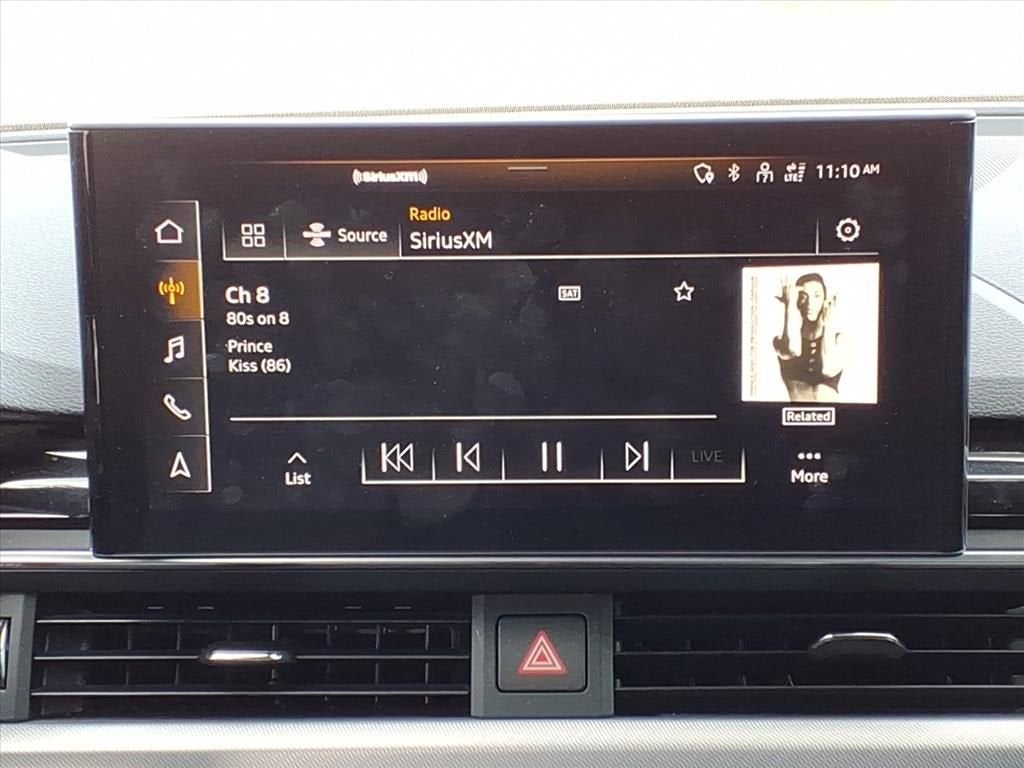 ((SiriusXM))
LTE
11:10 AM
Source
Radio
SiriusXM
Ch 8
SAT
80s on 8
Prince
Kiss (86)
Related
List
LIVE
More